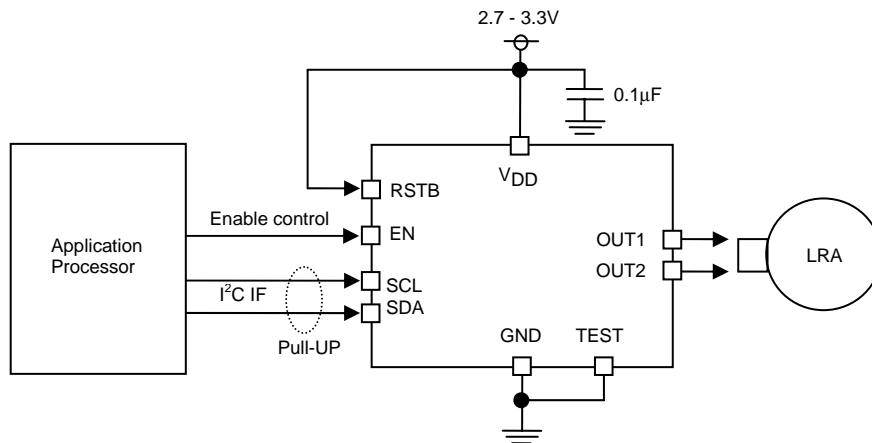 2.7 - 3.3V
0.1μF
VDD
RSTB
Enable control
EN
OUT1
Application
Processor
LRA
SCL
I2C IF
OUT2
SDA
Pull-UP
GND
TEST